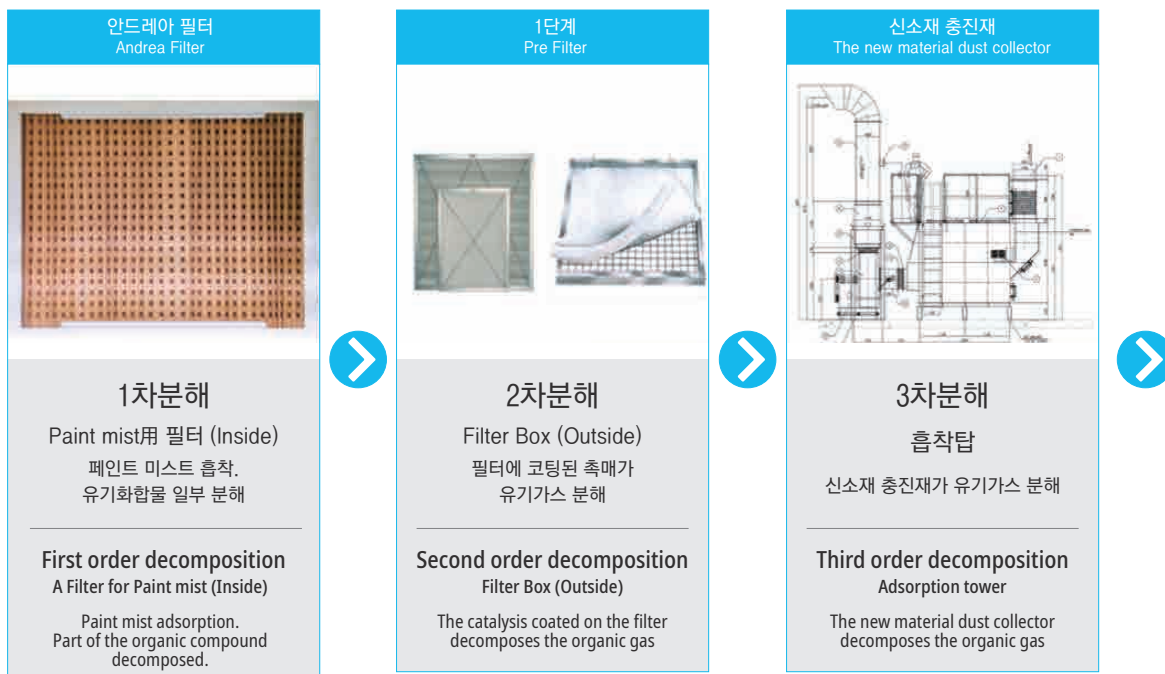 안드레아 필터
Andrea Filter
1차분해
Paint mist用 필터 (Inside)
페인트 미스트 흡착.
유기화합물 일부 분해
First order decomposition
A Filter for Paint mist (Inside)
Paint mist adsorption.
Part of the organic compound
decomposed.
1단계
Pre Filter
2차분해
Filter Box (Outside)
필터에 코팅된 촉매가
유기가스 분해
Second order decomposition
Filter Box (Outside)
The catalysis coated on the filter
decomposes the organic gas
신소재 충진재
The new material dust collector
3차분해
흡착탑
신소재 충진재가 유기가스 분해
Third order decomposition
Adsorption tower
The new material dust collector
decomposes the organic gas